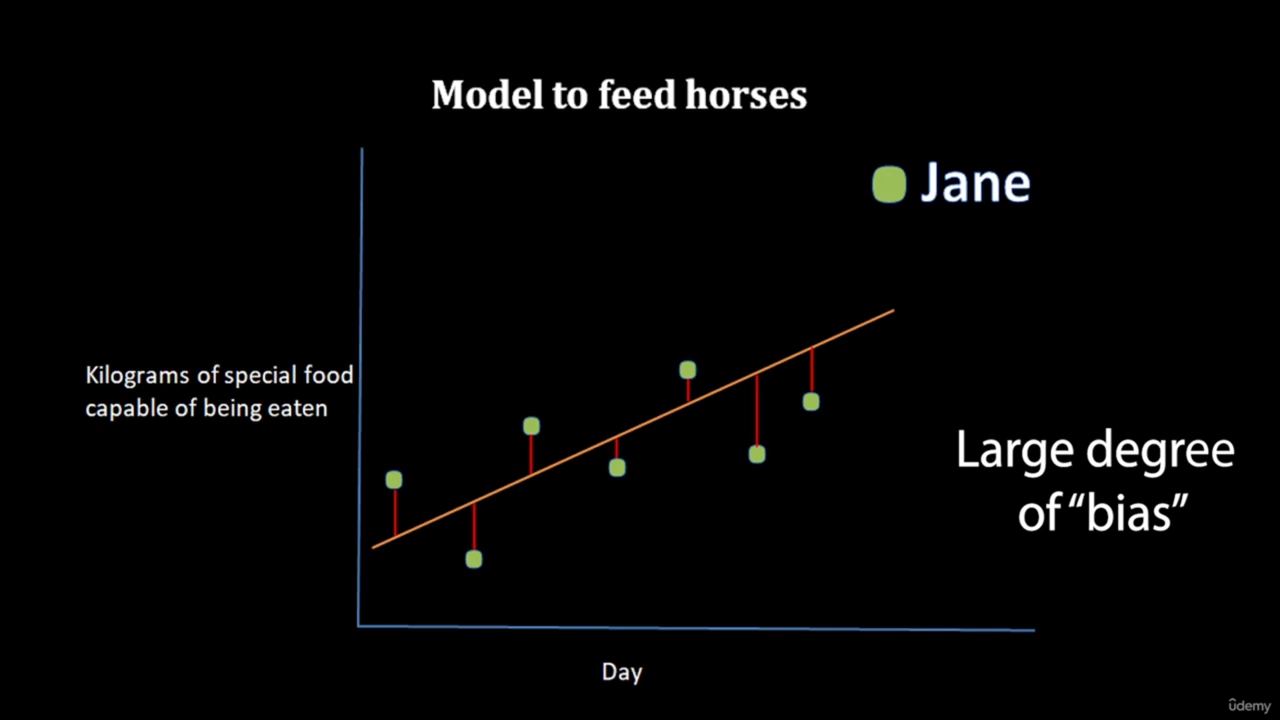 Model to feed horses
Jane
Kilograms of special food
capable of being eaten
Large degree
of “bias”
Day
ûdemy